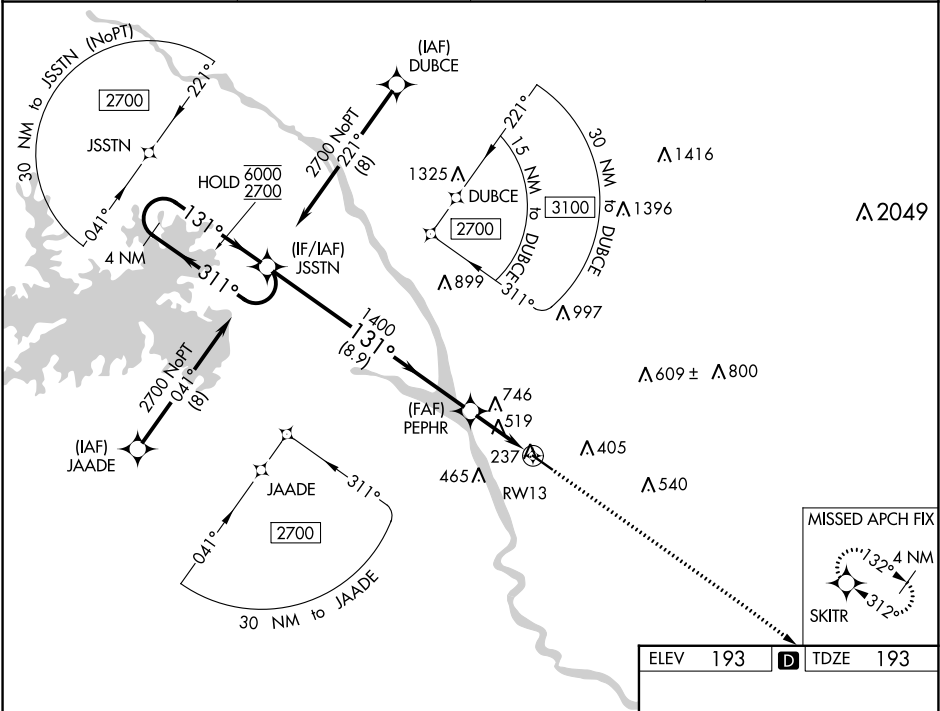 30 NM to JSSTN (NoPT)
2700
221°
JSSTN
041°
(IAF)
DUBCE
2700 NoPT
221°
(8)
HOLD 6000
2700
131°
4 NM
311°
(IF/IAF)
JSSTN
221°
15 NM to DUBCE
30 NM to DUBCE
1325
DUBCE
2700
3100
311°
1416
1396
2049
899
997
1400
131°
(8.9)
2700 NoPT
041°
(8)
(IAF)
JAADE
609 ±
800
(FAF)
PEPHR
746
519
237
405
465
RW13
540
JAADE
311°
041°
2700
30 NM to JAADE
MISSED APCH FIX
4 NM
132°
312°
SKITR
ELEV 193 D TDZE 193